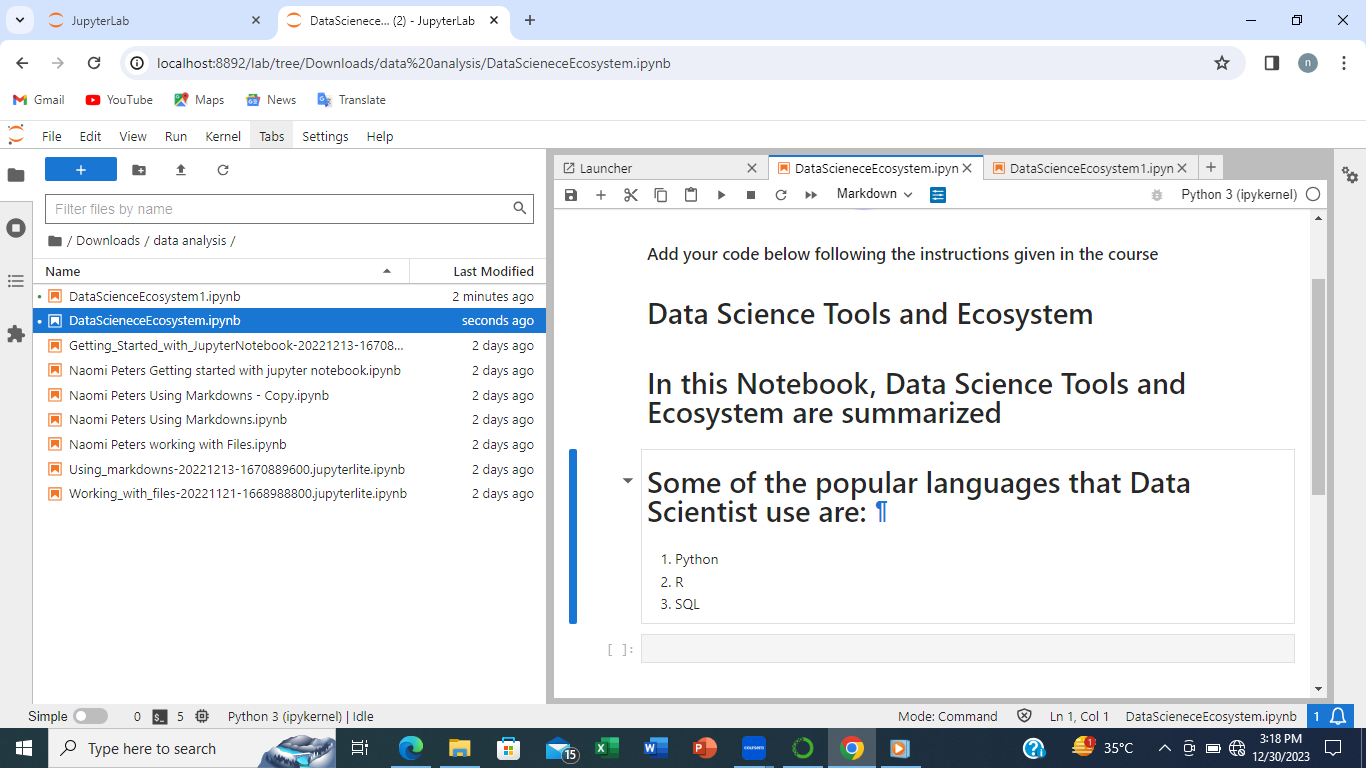 JupyterLab
DataScienece... (2) - JupyterLab
localhost:8892/lab/tree/Downloads/data%20analysis/DataScieneceEcosystem.ipynb
n
Gmail YouTube Maps News Translate
File Edit View Run Kernel Tabs Settings Help
Filter files by name
/ Downloads / data analysis /
Name Last Modified
DataScienceEcosystem1.ipynb 2 minutes ago
DataScieneceEcosystem.ipynb seconds ago
Getting_Started_with_JupyterNotebook-20221213-16708... 2 days ago
Naomi Peters Getting started with jupyter notebook.ipynb 2 days ago
Naomi Peters Using Markdowns - Copy.ipynb 2 days ago
Naomi Peters Using Markdowns.ipynb 2 days ago
Naomi Peters working with Files.ipynb 2 days ago
Using_markdowns-20221213-1670889600.jupyterlite.ipynb 2 days ago
Working_with_files-20221121-1668988800.jupyterlite.ipynb 2 days ago
Launcher DataScieneceEcosystem.ipyn DataScienceEcosystem1.ipyn
Markdown Python 3 (ipykernel)
Add your code below following the instructions given in the course
Data Science Tools and Ecosystem
In this Notebook, Data Science Tools and
Ecosystem are summarized
Some of the popular languages that Data
Scientist use are: ¶
1. Python
2. R
3. SQL
[ ]:
Simple 0 5 Python 3 (ipykernel) | Idle Mode: Command Ln 1, Col 1 DataScieneceEcosystem.ipynb 1
Type here to search 15 coursera 1 35°C 3:18 PM
12/30/2023